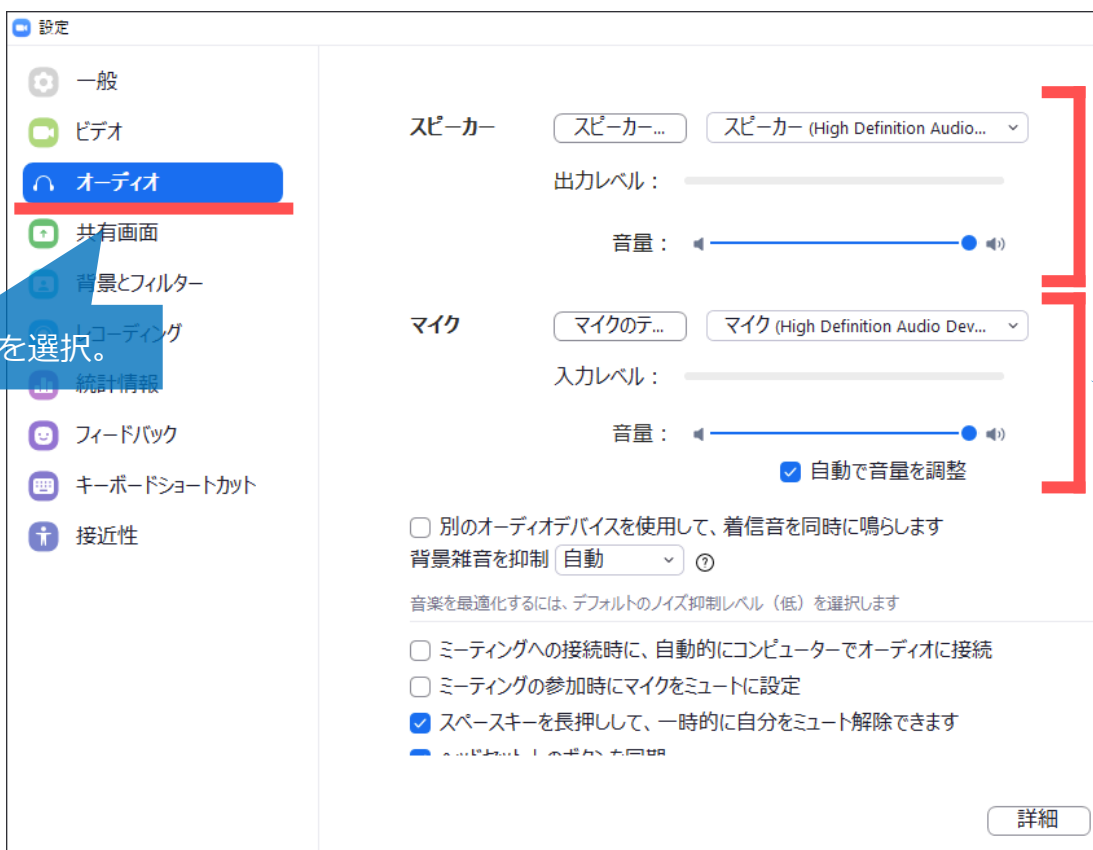 設定
一般
ビデオ
オーディオ
共有画面
背景とフィルター
レコーディング
を選択。
統計情報
フィードバック
キーボードショートカット
接近性
スピーカー
スピーカー...
スピーカー (High Definition Audio...
出力レベル：
音量：
マイク
マイクのテ...
マイク (High Definition Audio Dev...
入力レベル：
音量：
自動で音量を調整
別のオーディオデバイスを使用して、着信音を同時に鳴らします
背景雑音を抑制 自動
音楽を最適化するには、デフォルトのノイズ抑制レベル（低）を選択します
ミーティングへの接続時に、自動的にコンピューターでオーディオに接続
ミーティングの参加時にマイクをミュートに設定
スペースキーを長押しして、一時的に自分をミュート解除できます
ヘッドセット上のボタンを同期
詳細